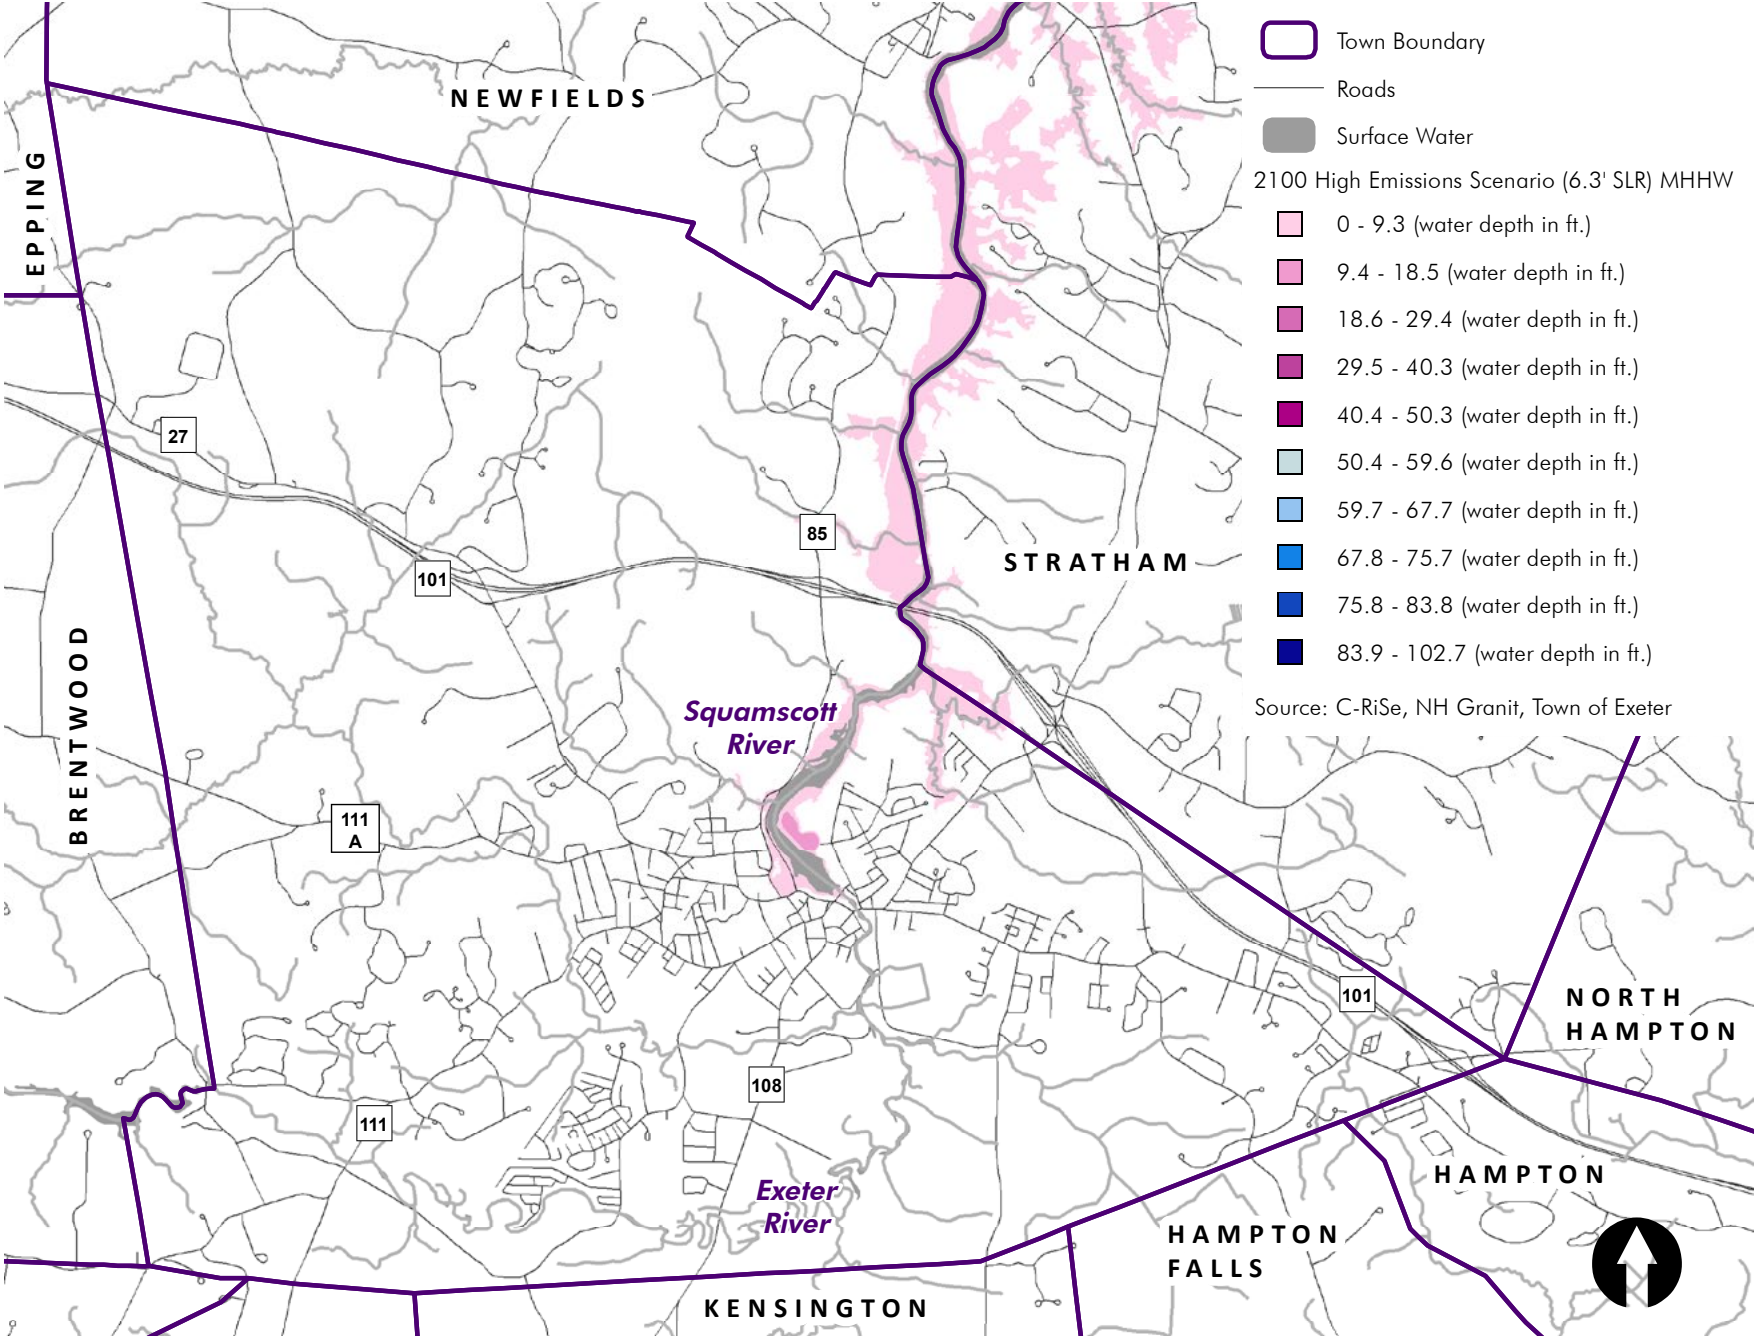 Town Boundary
Roads
Surface Water
2100 High Emissions Scenario (6.3' SLR) MHHW
0 - 9.3 (water depth in ft.)
9.4 - 18.5 (water depth in ft.)
18.6 - 29.4 (water depth in ft.)
29.5 - 40.3 (water depth in ft.)
40.4 - 50.3 (water depth in ft.)
50.4 - 59.6 (water depth in ft.)
59.7 - 67.7 (water depth in ft.)
67.8 - 75.7 (water depth in ft.)
75.8 - 83.8 (water depth in ft.)
83.9 - 102.7 (water depth in ft.)
Source: C-RiSe, NH Granit, Town of Exeter
NEWFIELDS
EPPING
27
85
STRATHAM
101
BRENTWOOD
Squamscott
River
111
A
101
NORTH
HAMPTON
108
111
HAMPTON
Exeter
River
HAMPTON
FALLS
KENSINGTON